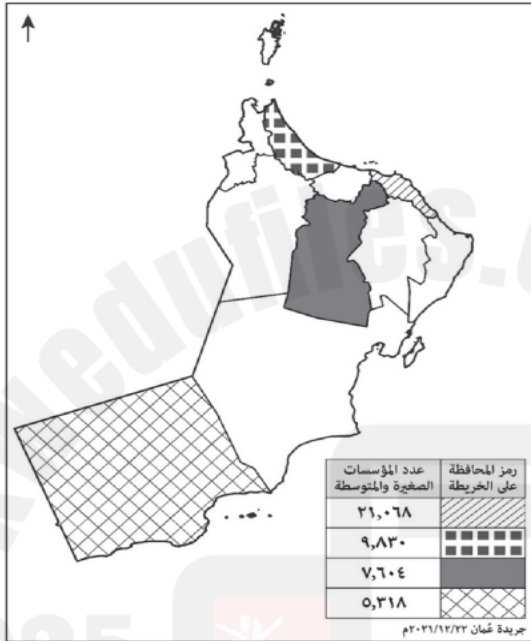 رمز المحافظة على الخريطة
عدد المؤسسات الصغيرة والمتوسطة
٢١,٠٦٨
٩,٨٣٠
٧,٦٠٤
٥,٣١٨
جريدة عُمان ٢٠٢١/١٢/٢٢م